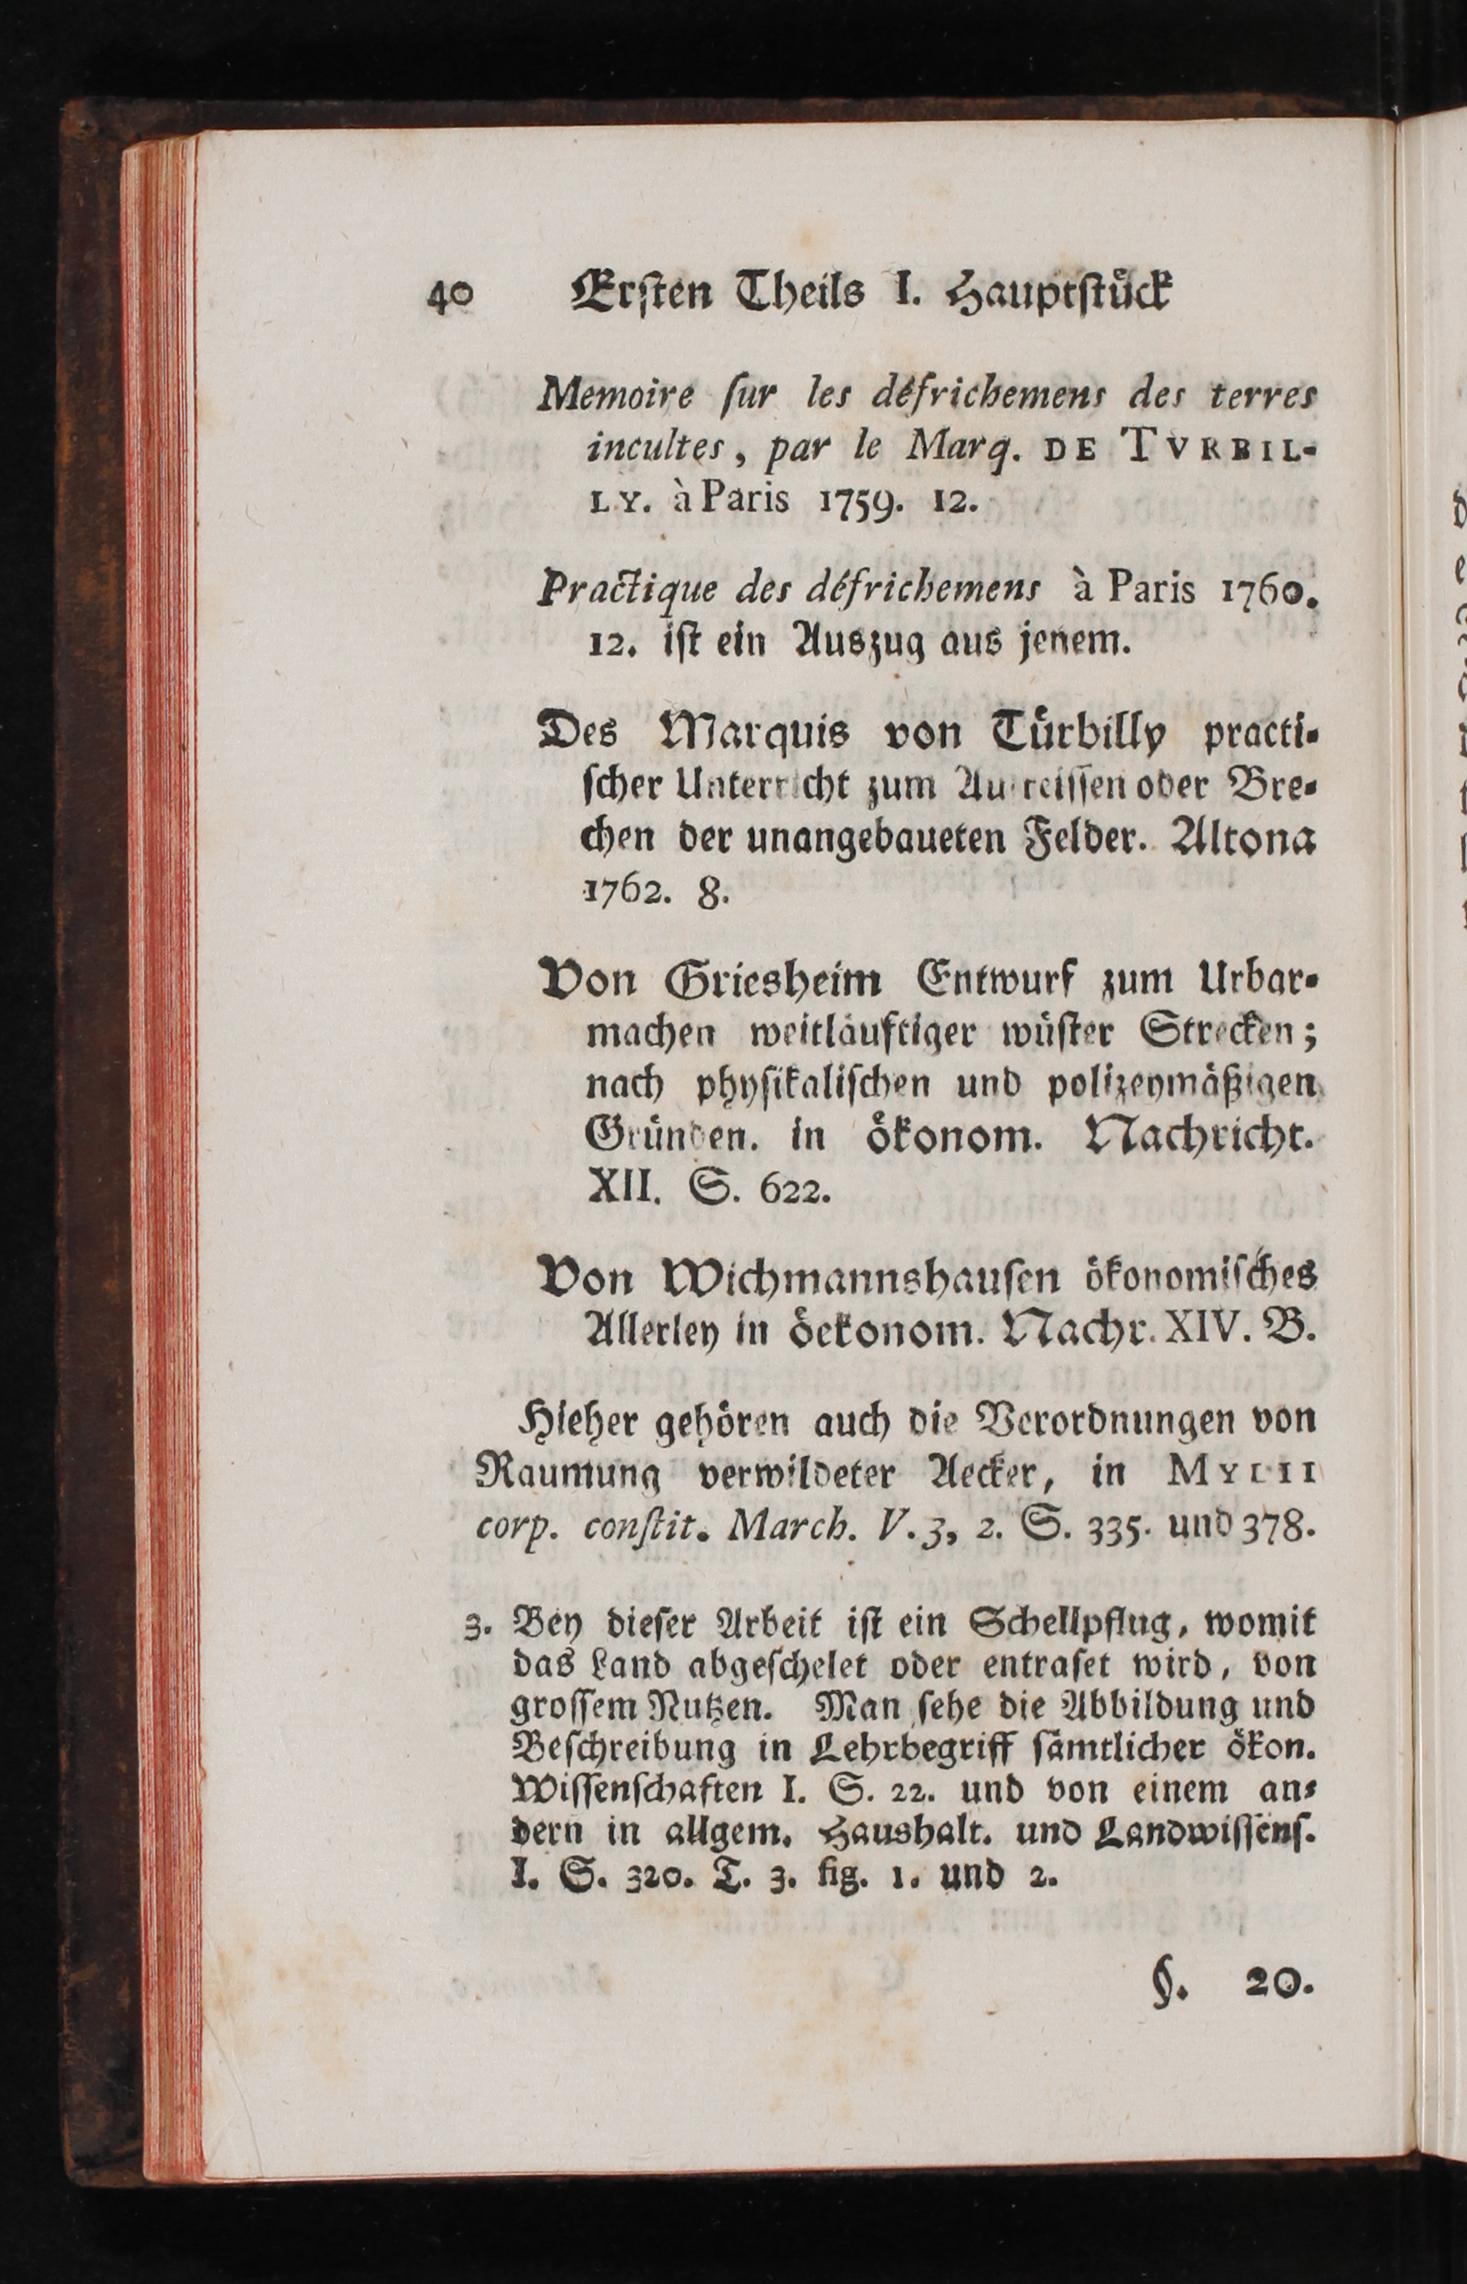 40 Erſten Theils I. Hauptſtück
Memoire ſur les défrichemens des terres
incultes, par le Marq. DE TVRBIL-
LY. à Paris 1759. 12.
Practique des défrichemens à Paris 1760.
12. iſt ein Auszug aus jenem.
Des Marquis von Türbilly practi-
ſcher Unterricht zum Aufreiſſen oder Bre-
chen der unangebaueten Felder. Altona
1762. 8.
Von Griesheim Entwurf zum Urbar-
machen weitläuftiger wüſter Strecken;
nach phyſikaliſchen und polizeymäßigen
Gründen. in ökonom. Nachricht.
XII. S. 622.
Von Wichmannshauſen ökonomiſches
Allerley in öekonom. Nachr. XIV. B.
Hieher gehören auch die Verordnungen von
Raumung verwildeter Aecker, in MYLII
corp. conſtit. March. V. 3, 2. S. 335. und 378.
3. Bey dieſer Arbeit iſt ein Schellpflug, womit
das Land abgeſchelet oder entraſet wird, von
groſſem Nutzen. Man ſehe die Abbildung und
Beſchreibung in Lehrbegriff ſämtlicher ökon.
Wiſſenſchaften I. S. 22. und von einem an-
dern in allgem. Haushalt. und Landwiſſenſ.
I. S. 320. T. 3. fig. 1. und 2.
§. 20.